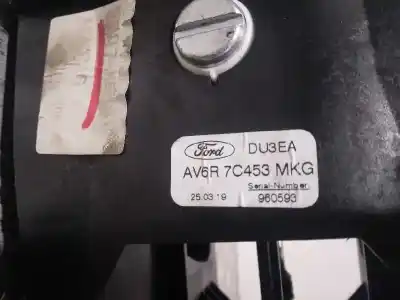 Ford DU3EA
AV6R 7C453 MKG
Serial-Number:
25.03.19 960593